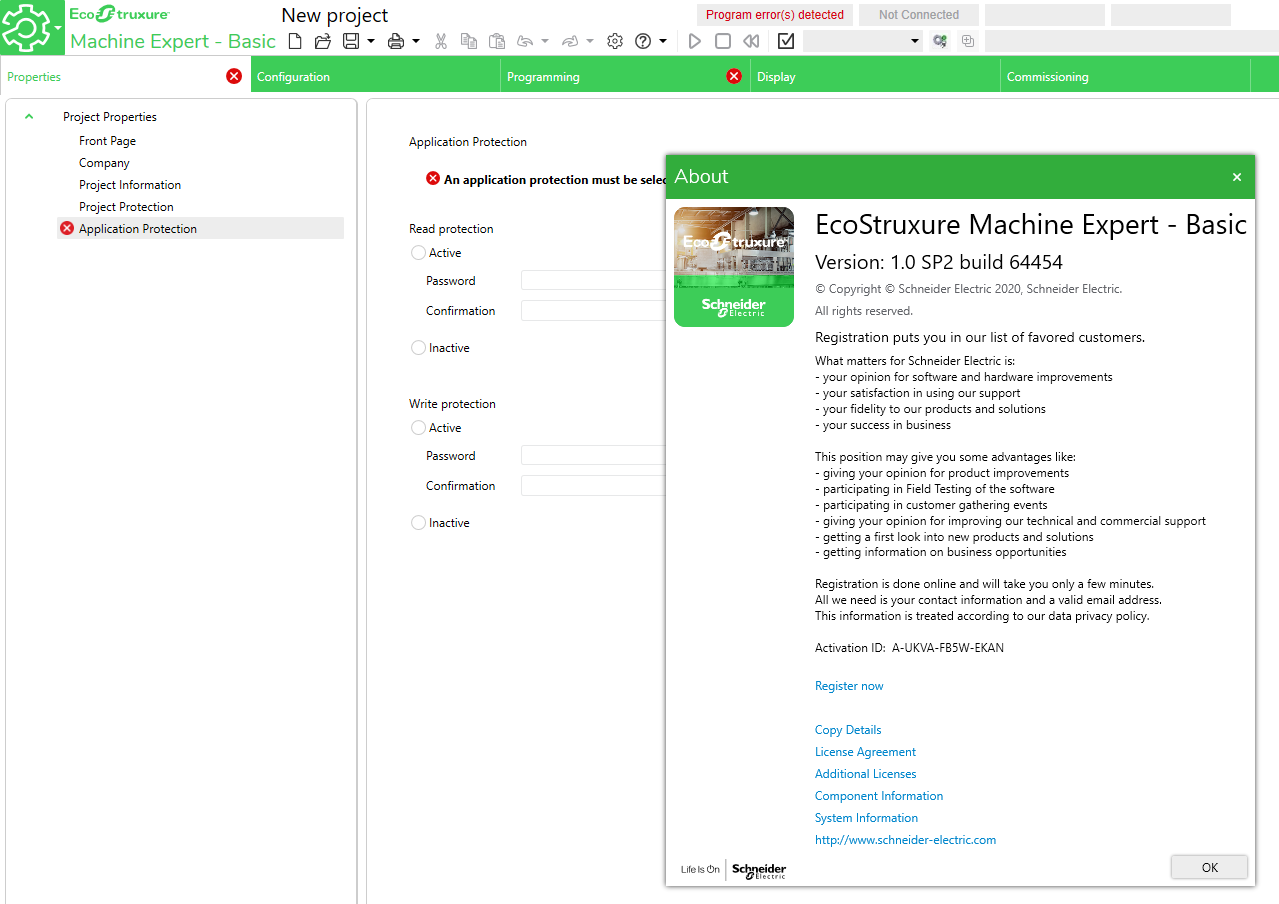 EcoStruxure
Machine Expert - Basic
New project
Program error(s) detected
Not Connected
Properties
Configuration
Programming
Display
Commissioning
Project Properties
Front Page
Company
Project Information
Project Protection
Application Protection
Application Protection
An application protection must be
Read protection
Active
Password
Confirmation
Inactive
Write protection
Active
Password
Confirmation
Inactive
About
EcoStruxure
Schneider
Electric
EcoStruxure Machine Expert - Basic
Version: 1.0 SP2 build 64454
© Copyright © Schneider Electric 2020, Schneider Electric.
All rights reserved.
Registration puts you in our list of favored customers.
What matters for Schneider Electric is:
- your opinion for software and hardware improvements
- your satisfaction in using our support
- your fidelity to our products and solutions
- your success in business
This position may give you some advantages like:
- giving your opinion for product improvements
- participating in Field Testing of the software
- participating in customer gathering events
- giving your opinion for improving our technical and commercial support
- getting a first look into new products and solutions
- getting information on business opportunities
Registration is done online and will take you only a few minutes.
All we need is your contact information and a valid email address.
This information is treated according to our data privacy policy.
Activation ID: A-UKVA-FB5W-EKAN
Register now
Copy Details
License Agreement
Additional Licenses
Component Information
System Information
http://www.schneider-electric.com
Life Is On
Schneider
Electric
OK